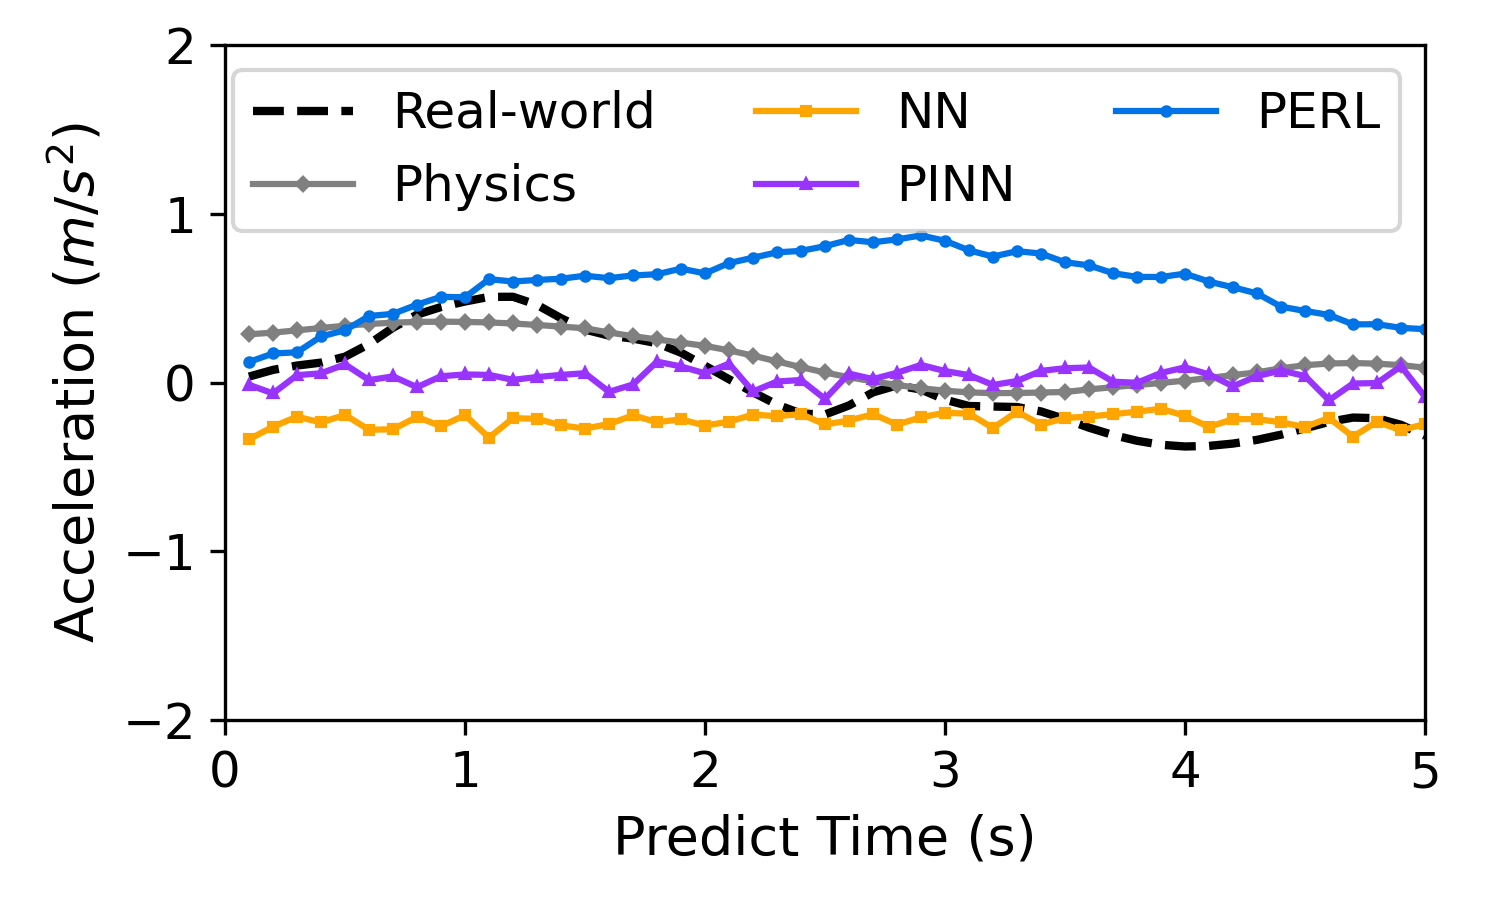 2
1
0
−1
−2
Acceleration (m/s²)
Real-world
Physics
NN
PINN
PERL
0 1 2 3 4 5
Predict Time (s)